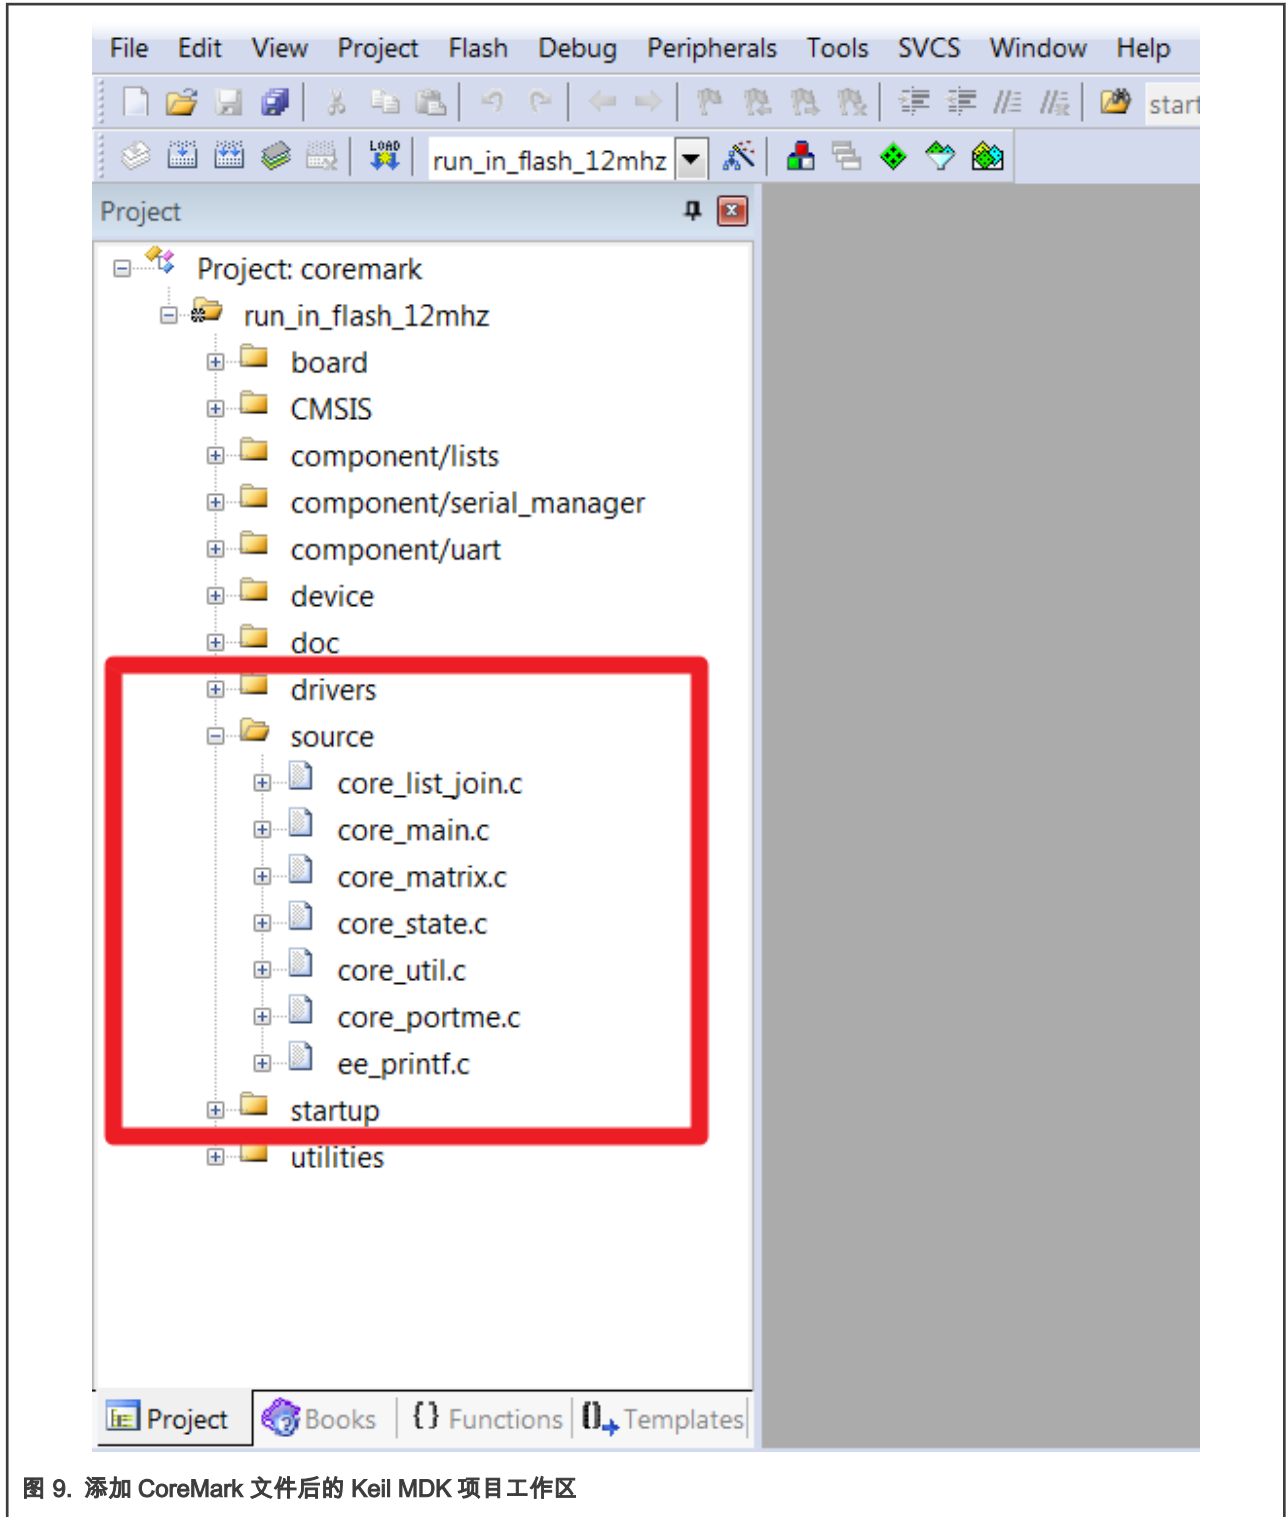 File Edit View Project Flash Debug Peripherals Tools SVCS Window Help
start
LOAD run_in_flash_12mhz
Project
Project: coremark
run_in_flash_12mhz
board
CMSIS
component/lists
component/serial_manager
component/uart
device
doc
drivers
source
core_list_join.c
core_main.c
core_matrix.c
core_state.c
core_util.c
core_portme.c
ee_printf.c
startup
utilities
Project Books {} Functions Templates
图 9. 添加 CoreMark 文件后的 Keil MDK 项目工作区